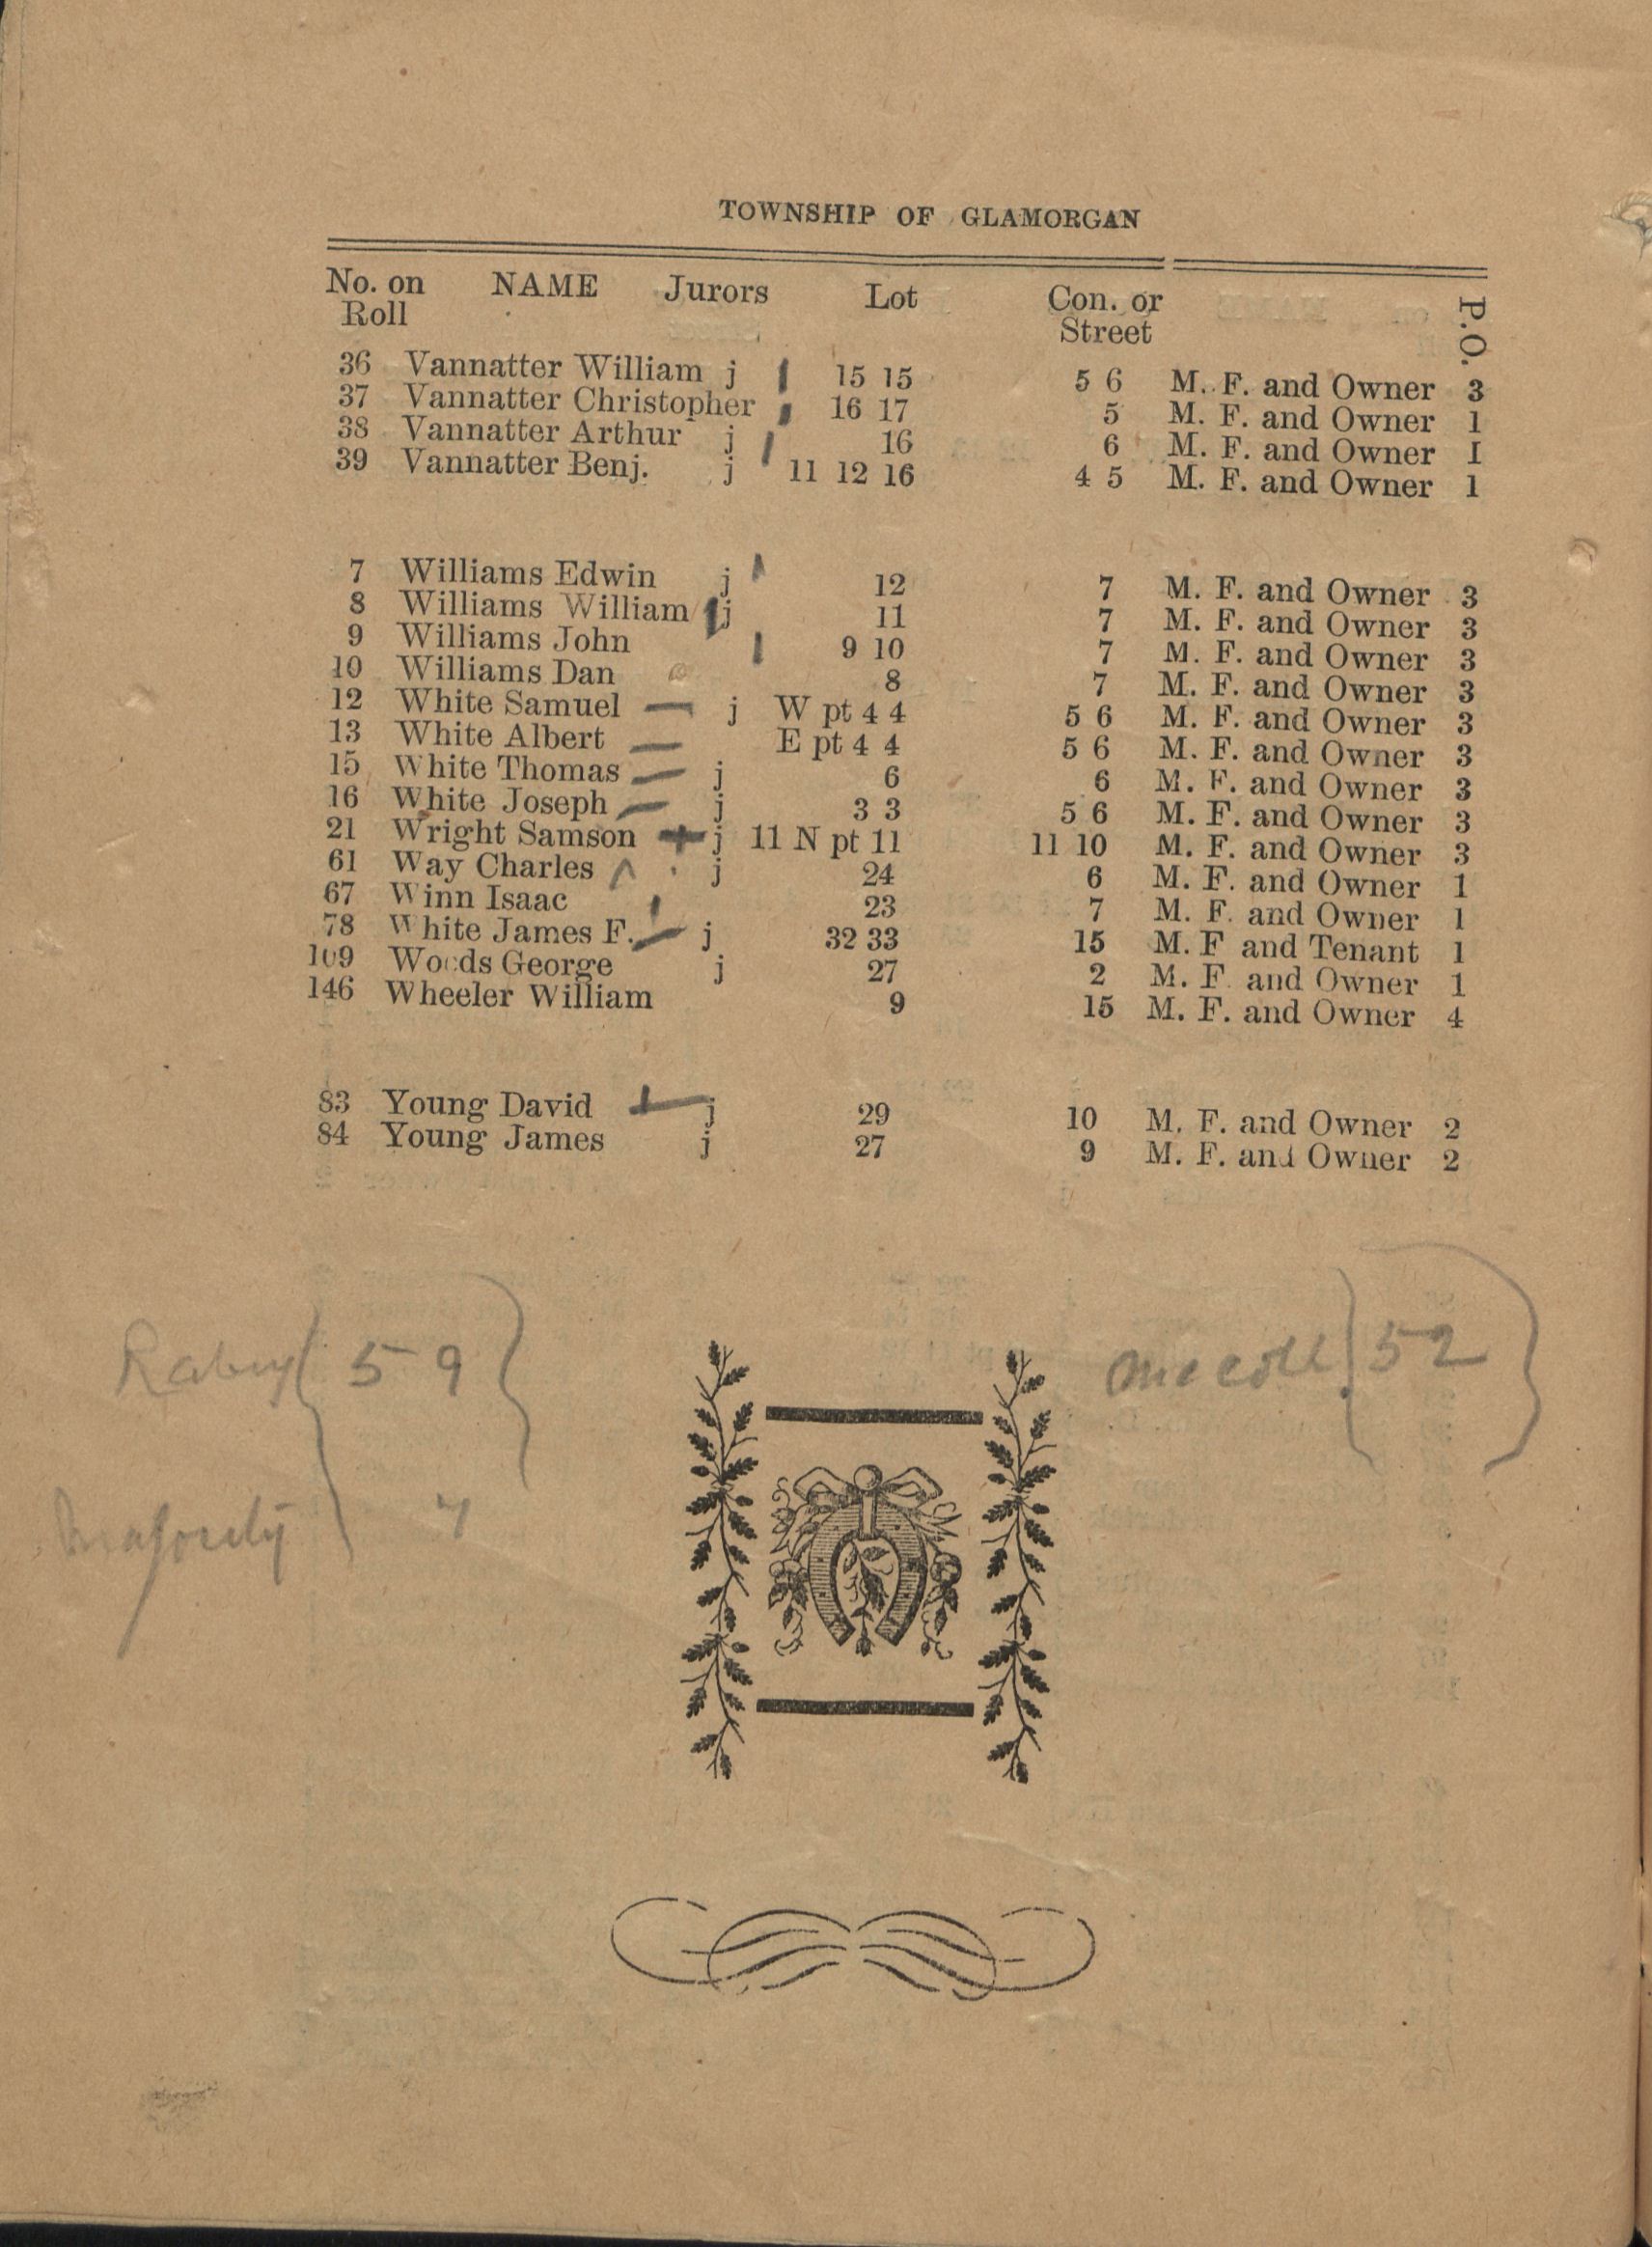 TOWNSHIP OF GLAMORGAN
No. on Roll NAME Jurors Lot Con. or Street P.O.
36 Vannatter William j 15 15 5 6 M. F. and Owner 3
37 Vannatter Christopher 16 17 5 M. F. and Owner 1
38 Vannatter Arthur j 16 6 M. F. and Owner I
39 Vannatter Benj. j 11 12 16 4 5 M. F. and Owner 1
7 Williams Edwin j 12 7 M. F. and Owner 3
8 Williams William j 11 7 M. F. and Owner 3
9 Williams John 9 10 7 M. F. and Owner 3
10 Williams Dan 8 7 M. F. and Owner 3
12 White Samuel j W pt 4 4 5 6 M. F. and Owner 3
13 White Albert E pt 4 4 5 6 M. F. and Owner 3
15 White Thomas j 6 6 M. F. and Owner 3
16 White Joseph j 3 3 5 6 M. F. and Owner 3
21 Wright Samson j 11 N pt 11 11 10 M. F. and Owner 3
61 Way Charles j 24 6 M. F. and Owner 1
67 Winn Isaac 23 7 M. F. and Owner 1
78 White James F. j 32 33 15 M. F and Tenant 1
109 Woods George j 27 2 M. F. and Owner 1
146 Wheeler William 9 15 M. F. and Owner 4
83 Young David j 29 10 M. F. and Owner 2
84 Young James j 27 9 M. F. and Owner 2
59 52
Majority 7